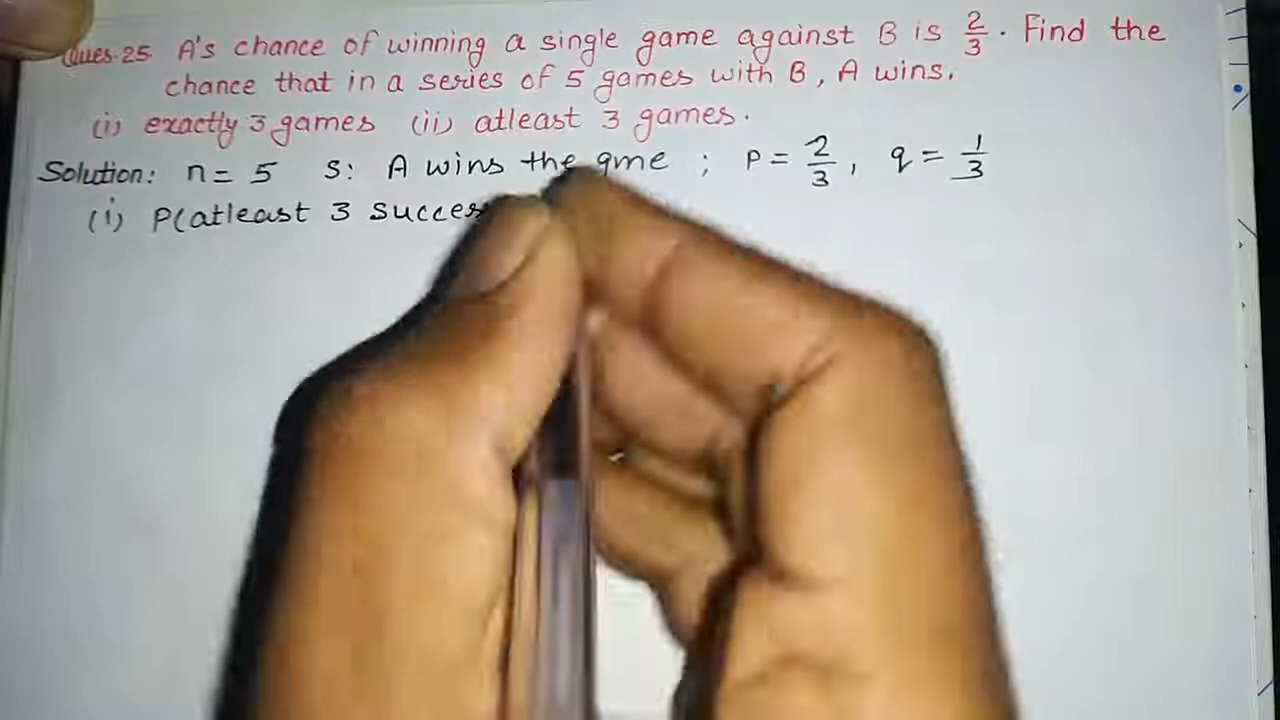 Ques.25. A's chance of winning a single game against B is 2/3. Find the
chance that in a series of 5 games with B, A wins.
(i) exactly 3 games (ii) atleast 3 games.
Solution: n = 5 S: A wins the gme ; p = 2/3, q = 1/3
(i) P(atleast 3 succes